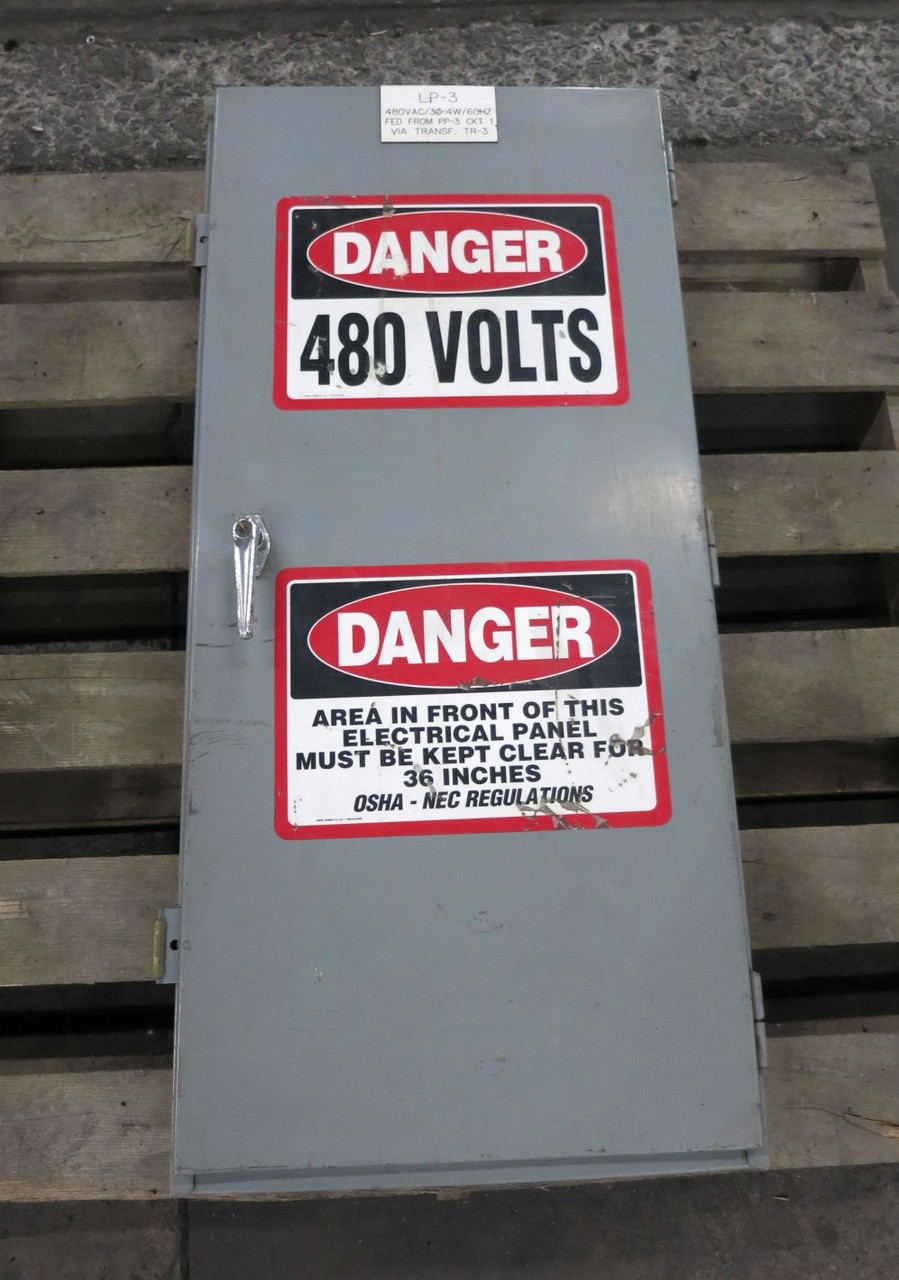 LP-3
480VAC/3Ø-4W/60HZ
FED FROM PP-3 CKT 1
VIA TRANSF. TR-3
DANGER
480 VOLTS
DANGER
AREA IN FRONT OF THIS
ELECTRICAL PANEL
MUST BE KEPT CLEAR FOR
36 INCHES
OSHA - NEC REGULATIONS